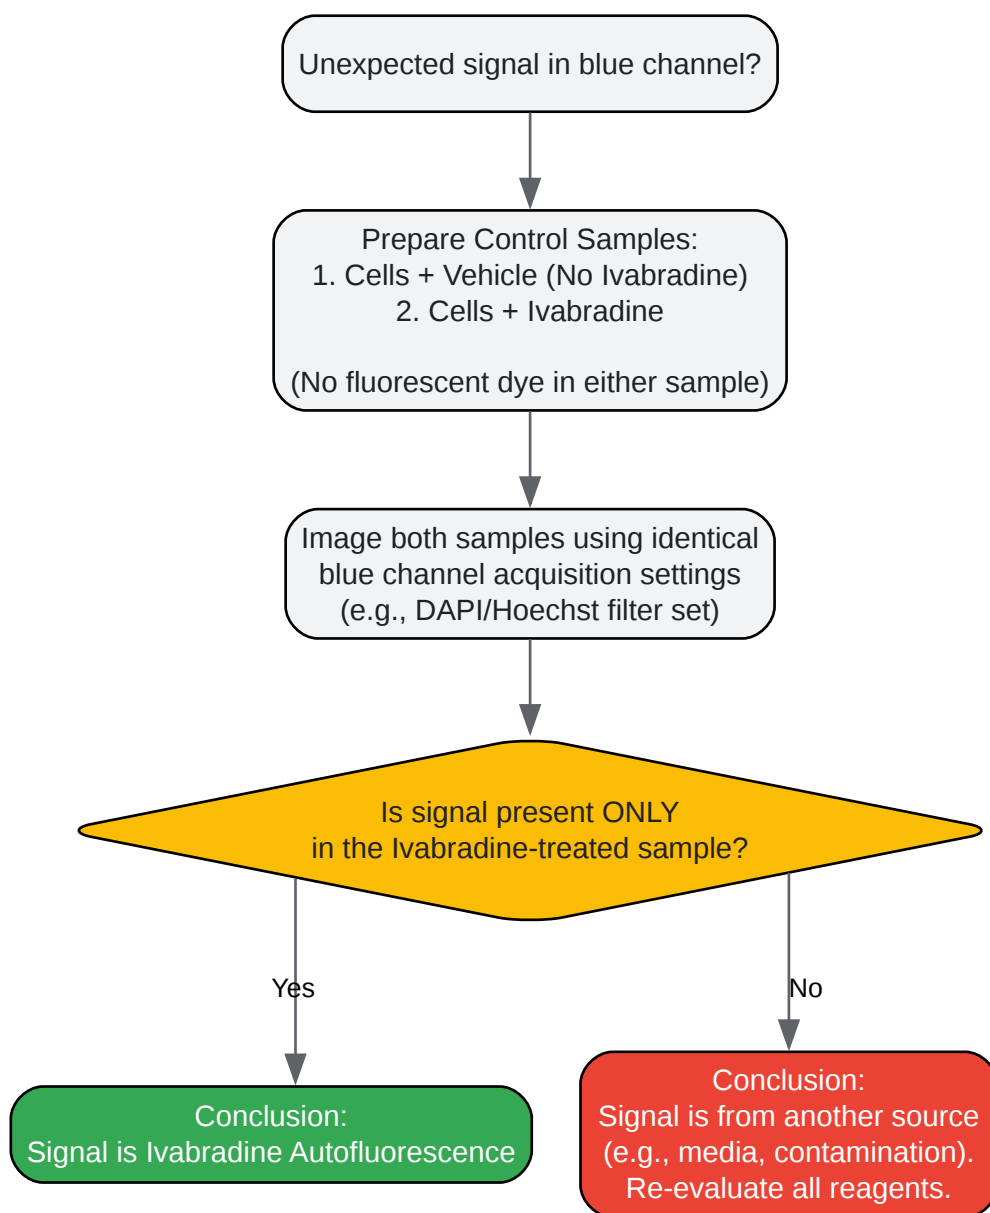 Unexpected signal in blue channel?
Prepare Control Samples:
1. Cells + Vehicle (No Ivabradine)
2. Cells + Ivabradine
(No fluorescent dye in either sample)
Image both samples using identical
blue channel acquisition settings
(e.g., DAPI/Hoechst filter set)
Is signal present ONLY
in the Ivabradine-treated sample?
Yes
No
Conclusion:
Signal is Ivabradine Autofluorescence
Conclusion:
Signal is from another source
(e.g., media, contamination).
Re-evaluate all reagents.